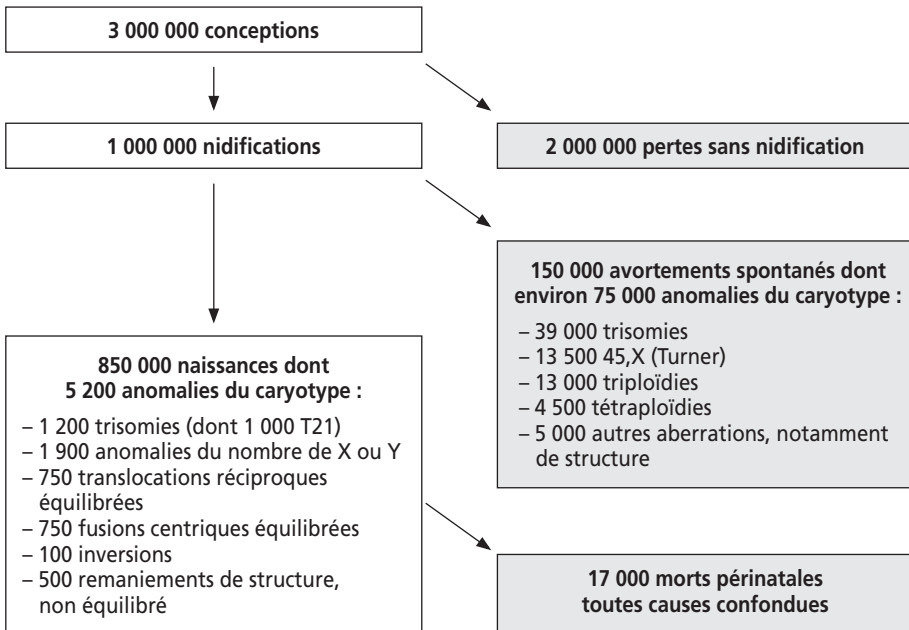 3 000 000 conceptions
1 000 000 nidifications
2 000 000 pertes sans nidification
150 000 avortements spontanés dont
environ 75 000 anomalies du caryotype :
– 39 000 trisomies
– 13 500 45,X (Turner)
– 13 000 triploïdies
– 4 500 tétraploïdies
– 5 000 autres aberrations, notamment
de structure
850 000 naissances dont
5 200 anomalies du caryotype :
– 1 200 trisomies (dont 1 000 T21)
– 1 900 anomalies du nombre de X ou Y
– 750 translocations réciproques
équilibrées
– 750 fusions centriques équilibrées
– 100 inversions
– 500 remaniements de structure,
non équilibré
17 000 morts périnatales
toutes causes confondues